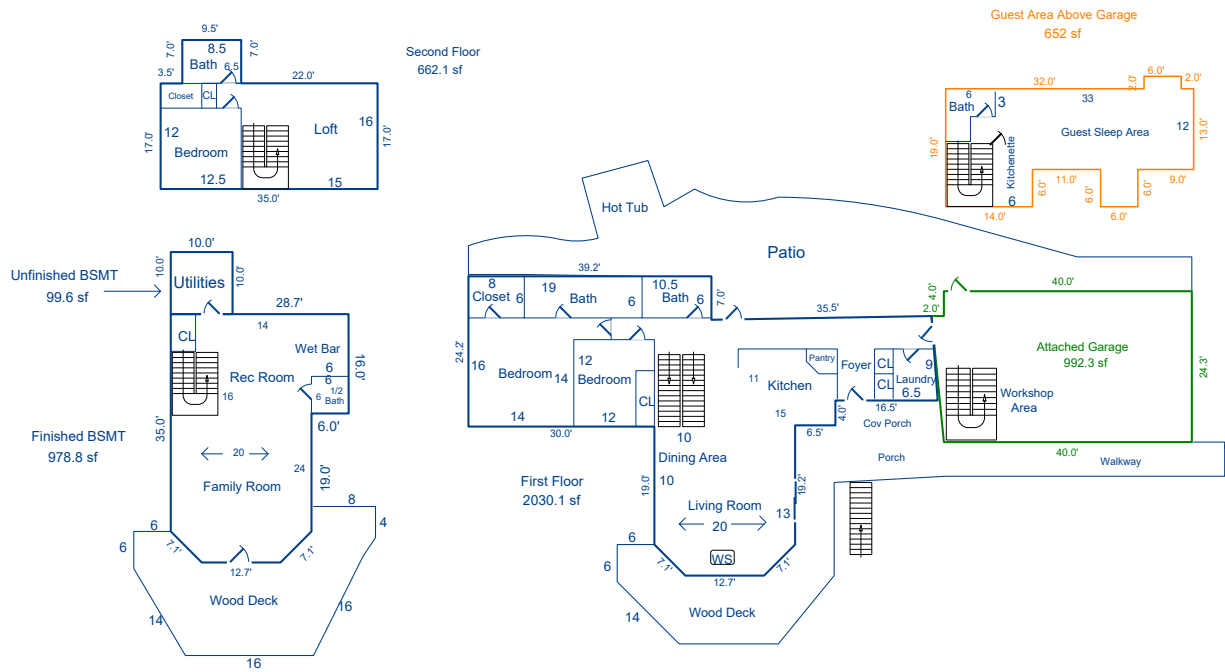 9.5'
7.0'
8.5
7.0'
Bath
6.5
3.5'
22.0'
Closet
CL
12
Loft
16
17.0'
17.0'
Bedroom
12.5
15
35.0'
Second Floor
662.1 sf
Guest Area Above Garage
652 sf
6.0'
2.0'
2.0'
32.0'
6
33
Bath
3
12
Guest Sleep Area
13.0'
19.0'
Kitchenette
6.0'
11.0'
6.0'
6.0'
9.0'
6
14.0'
6.0'
10.0'
10.0'
10.0'
Utilities
Unfinished BSMT
99.6 sf
28.7'
14
CL
Wet Bar
16.0'
6
6
Rec Room
1/2
Bath
6
16
35.0'
6.0'
Finished BSMT
978.8 sf
20
24
19.0'
Family Room
8
4
6
6
7.1'
7.1'
12.7'
Wood Deck
14
16
16
Hot Tub
Patio
39.2'
8
19
10.5
Closet
6
Bath
6
Bath
6
7.0'
35.5'
2.0'
4.0'
40.0'
24.2'
16
Bedroom
14
12
Bedroom
CL
14
12
30.0'
11
Pantry
Kitchen
15
Foyer
CL
CL
9
Laundry
6.5
4.0'
16.5'
Cov Porch
6.5'
Porch
Attached Garage
992.3 sf
24.3'
Workshop
Area
40.0'
Walkway
10
Dining Area
10
19.0'
First Floor
2030.1 sf
19.2'
Living Room
13
20
WS
6
6
7.1'
7.1'
12.7'
14
Wood Deck